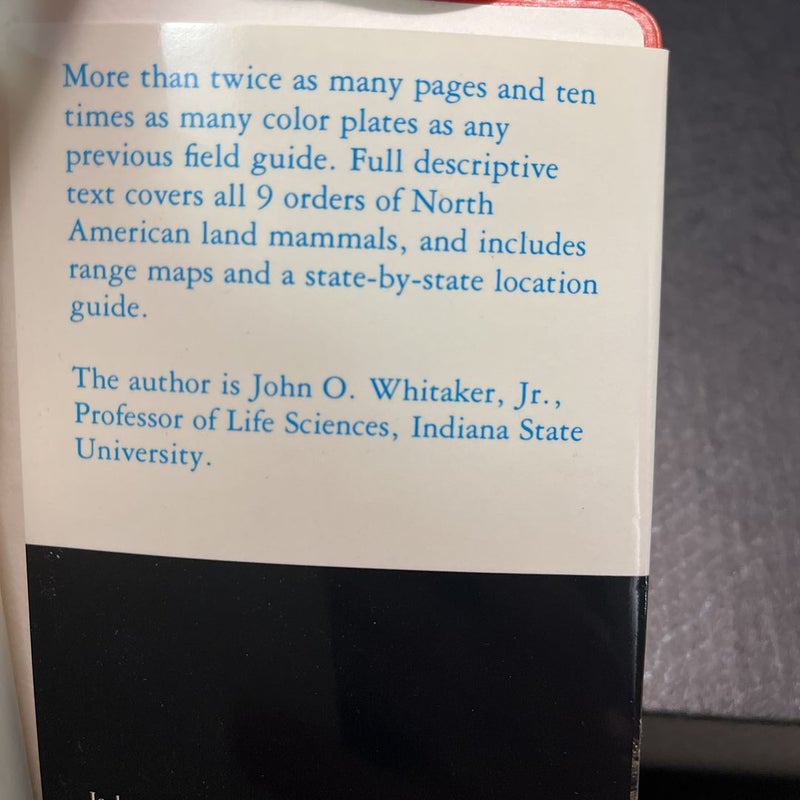 More than twice as many pages and ten
times as many color plates as any
previous field guide. Full descriptive
text covers all 9 orders of North
American land mammals, and includes
range maps and a state-by-state location
guide.
The author is John O. Whitaker, Jr.,
Professor of Life Sciences, Indiana State
University.